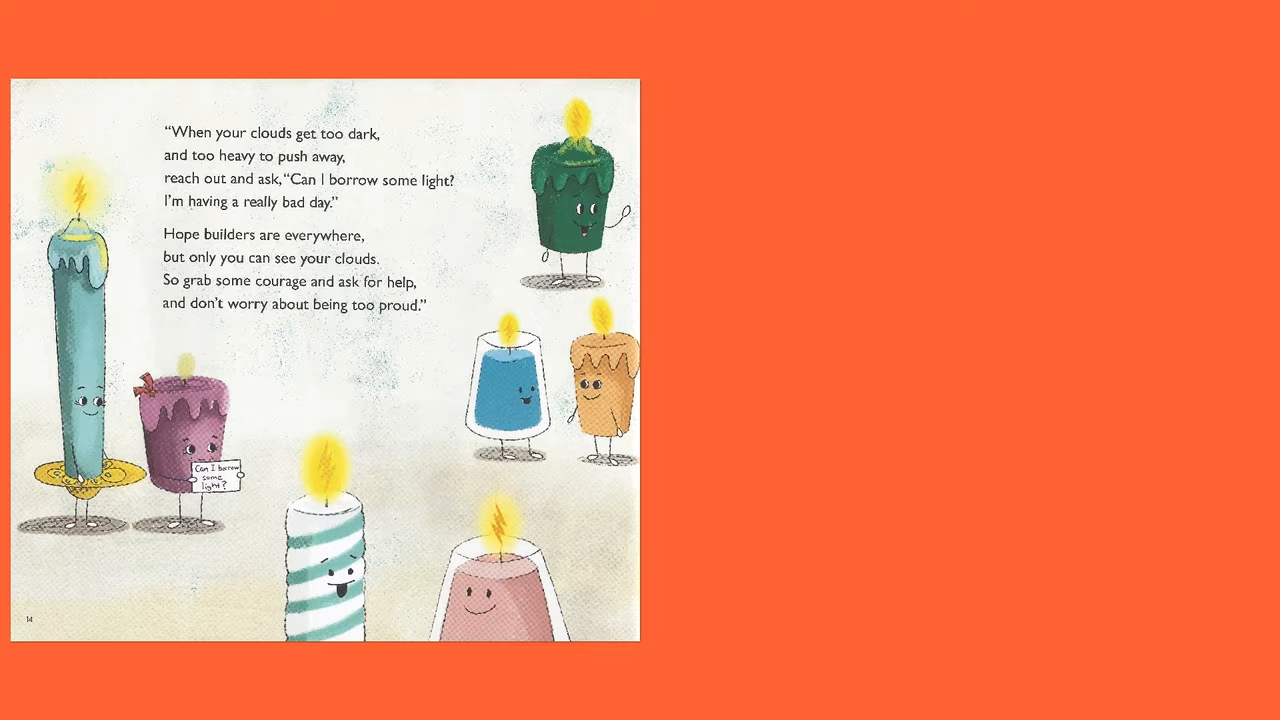 “When your clouds get too dark,
and too heavy to push away,
reach out and ask, “Can I borrow some light?
I’m having a really bad day.”
Hope builders are everywhere,
but only you can see your clouds.
So grab some courage and ask for help,
and don’t worry about being too proud.”
Can I borrow
some
light?
14